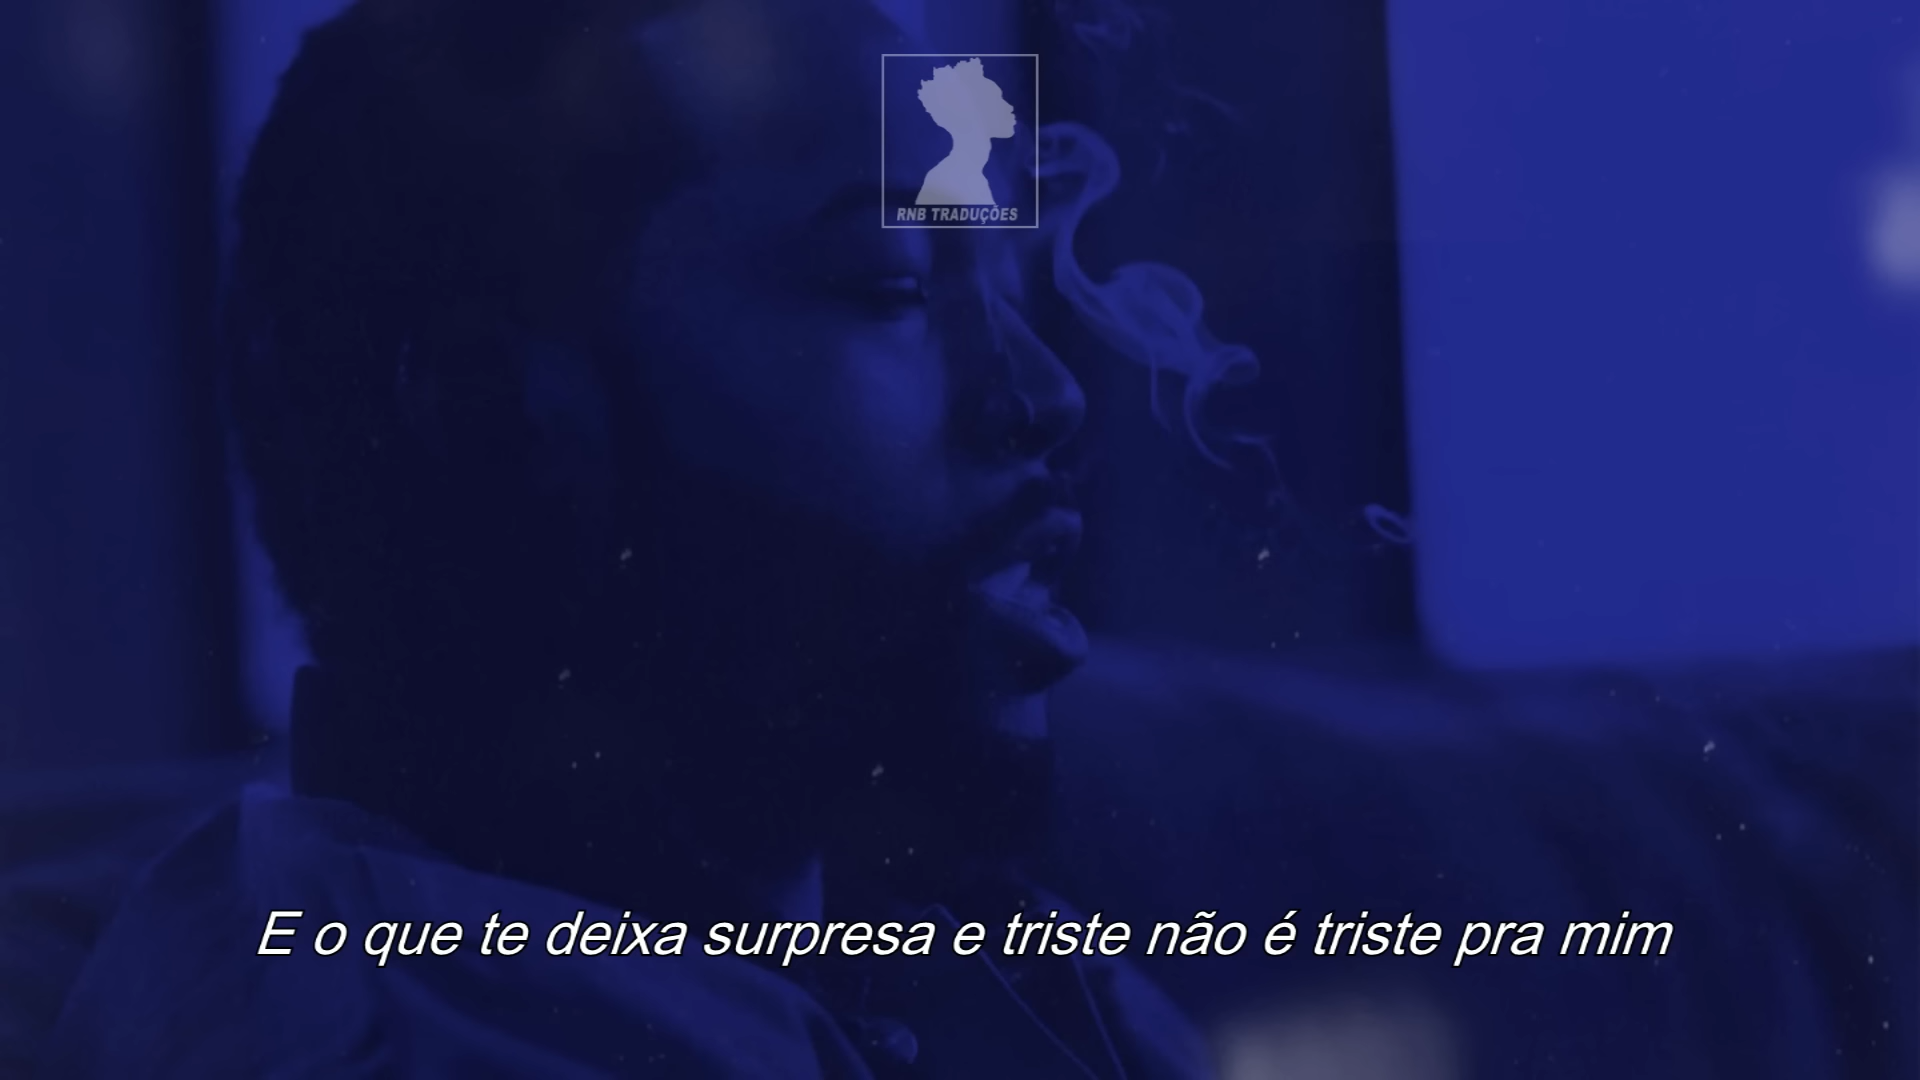 RNB TRADUÇÕES
E o que te deixa surpresa e triste não é triste pra mim